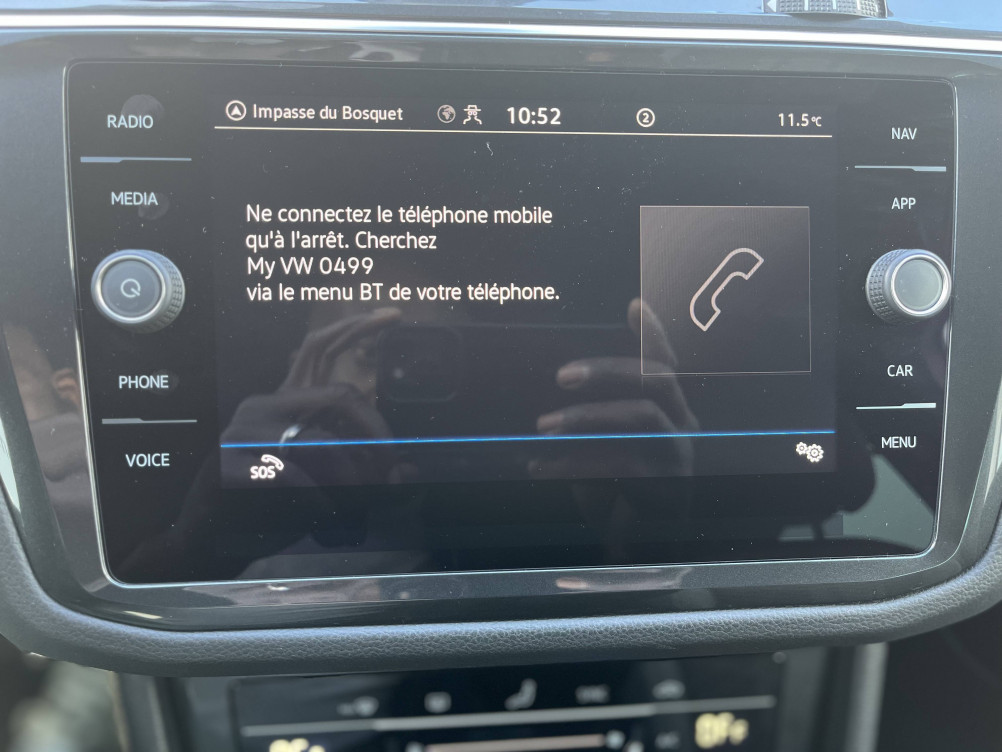 RADIO
MEDIA
PHONE
VOICE
Impasse du Bosquet 10:52 2 11.5°C
Ne connectez le téléphone mobile
qu'à l'arrêt. Cherchez
My VW 0499
via le menu BT de votre téléphone.
SOS
NAV
APP
CAR
MENU